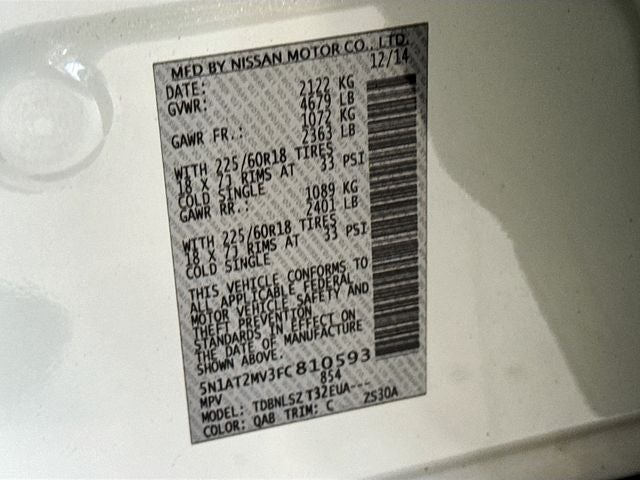 MFD BY NISSAN MOTOR CO., LTD.
DATE: 12/14
GVWR: 2122 KG
4679 LB
GAWR FR.: 1072 KG
2363 LB
WITH 225/60R18 TIRES
18 X 7J RIMS AT 33 PSI
COLD SINGLE
GAWR RR.: 1089 KG
2401 LB
WITH 225/60R18 TIRES
18 X 7J RIMS AT 33 PSI
COLD SINGLE
THIS VEHICLE CONFORMS TO
ALL APPLICABLE FEDERAL
MOTOR VEHICLE SAFETY AND
THEFT PREVENTION
STANDARDS IN EFFECT ON
THE DATE OF MANUFACTURE
SHOWN ABOVE.
5N1AT2MV3FC810593
MPV 854
MODEL: TDBNLSZ T32EUA---
COLOR: QAB TRIM: C ZS30A